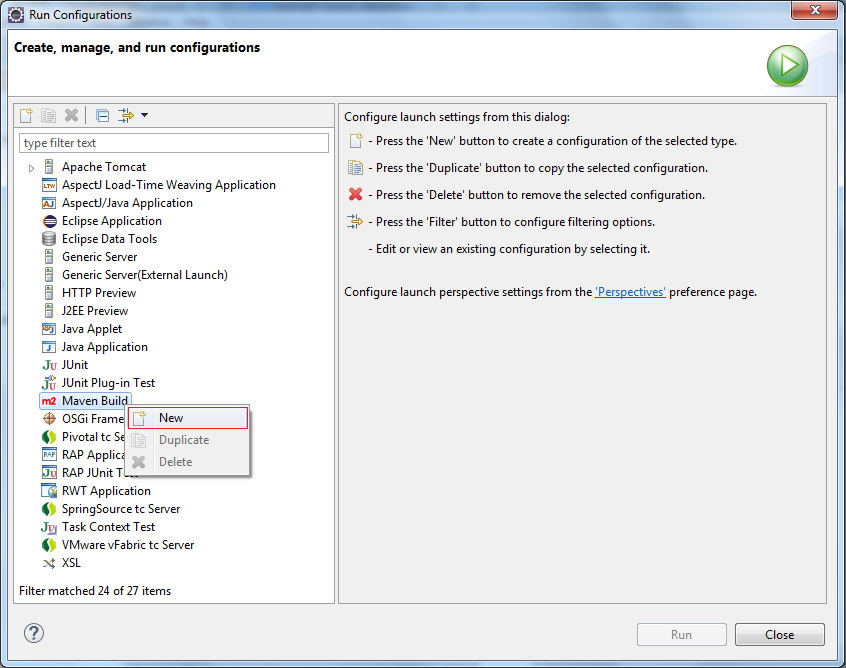 Run Configurations
Create, manage, and run configurations
type filter text
Apache Tomcat
AspectJ Load-Time Weaving Application
AspectJ/Java Application
Eclipse Application
Eclipse Data Tools
Generic Server
Generic Server(External Launch)
HTTP Preview
J2EE Preview
Java Applet
Java Application
JUnit
JUnit Plug-in Test
Maven Build
OSGi Frame
Pivotal tc Se
RAP Applica
RAP JUnit T
RWT Application
SpringSource tc Server
Task Context Test
VMware vFabric tc Server
XSL
New
Duplicate
Delete
Filter matched 24 of 27 items
Configure launch settings from this dialog:
- Press the 'New' button to create a configuration of the selected type.
- Press the 'Duplicate' button to copy the selected configuration.
- Press the 'Delete' button to remove the selected configuration.
- Press the 'Filter' button to configure filtering options.
- Edit or view an existing configuration by selecting it.
Configure launch perspective settings from the 'Perspectives' preference page.
Run
Close